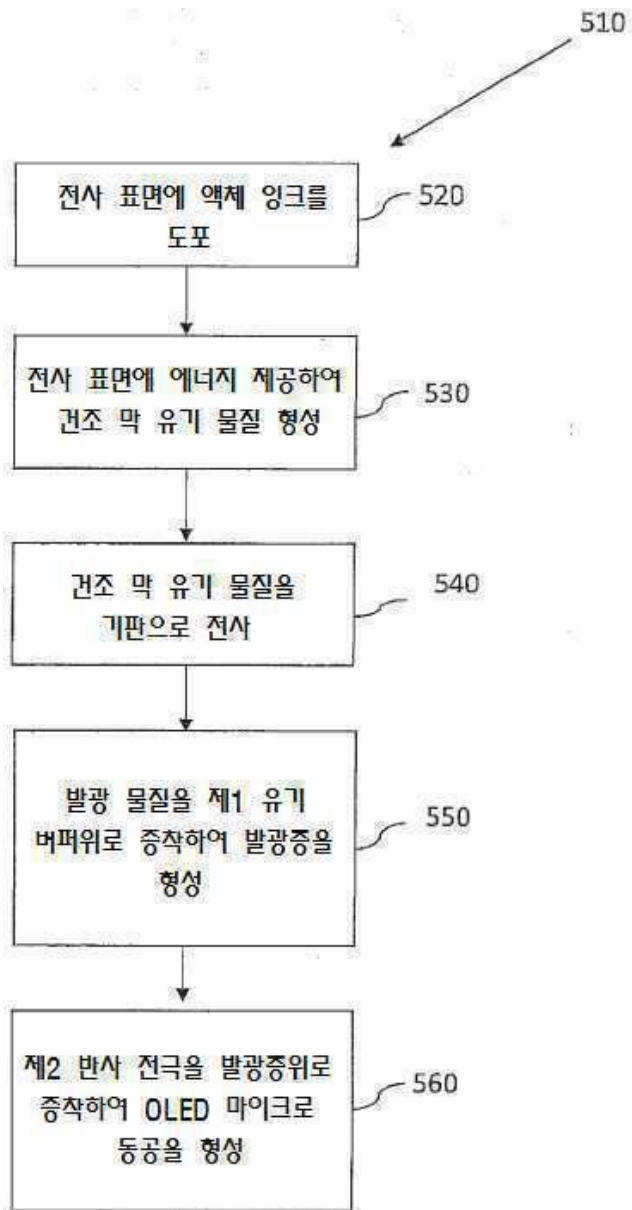 510
전사 표면에 액체 잉크를
도포
520
전사 표면에 에너지 제공하여
건조 막 유기 물질 형성
530
건조 막 유기 물질을
기판으로 전사
540
발광 물질을 제1 유기
버퍼위로 증착하여 발광층을
형성
550
제2 반사 전극을 발광층위로
증착하여 OLED 마이크로
동공을 형성
560